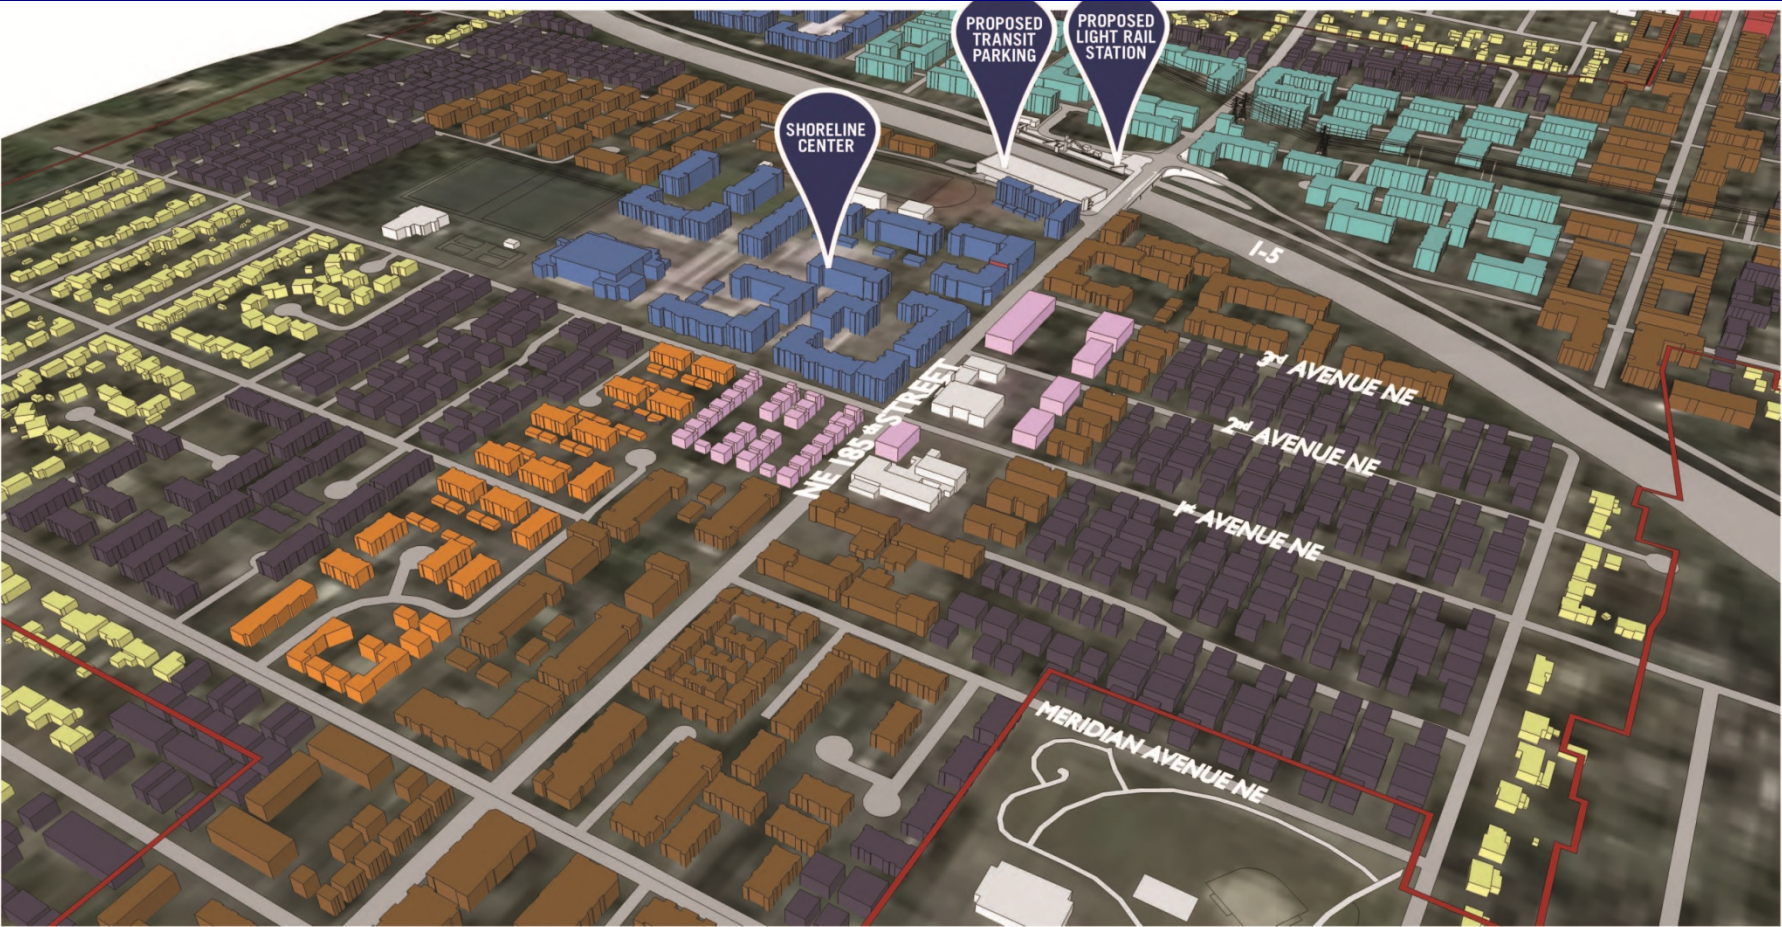 PROPOSED
TRANSIT
PARKING
PROPOSED
LIGHT RAIL
STATION
SHORELINE
CENTER
I-5
3rd AVENUE NE
NE 185th STREET
2nd AVENUE NE
1st AVENUE NE
MERIDIAN AVENUE NE